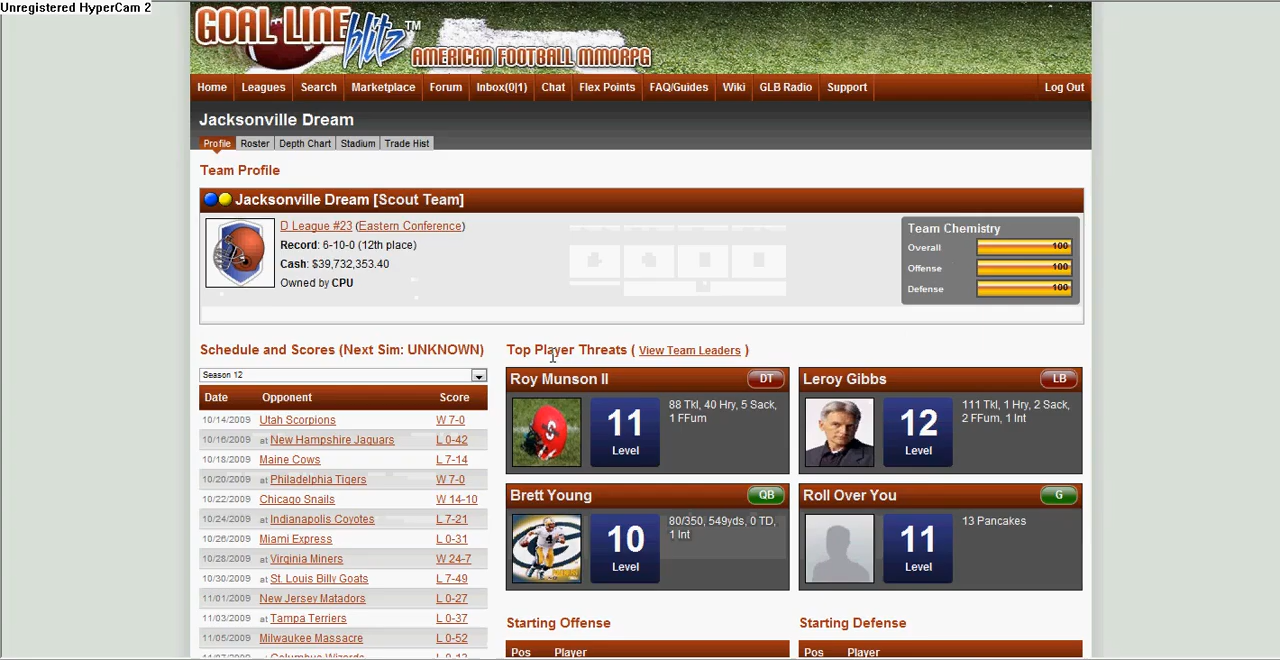 Unregistered HyperCam 2
GOAL LINE blitz™
AMERICAN FOOTBALL MMORPG
Home Leagues Search Marketplace Forum Inbox(0|1) Chat Flex Points FAQ/Guides Wiki GLB Radio Support Log Out
Jacksonville Dream
Profile Roster Depth Chart Stadium Trade Hist
Team Profile
Jacksonville Dream [Scout Team]
D League #23 (Eastern Conference)
Record: 6-10-0 (12th place)
Cash: $39,732,353.40
Owned by CPU
Team Chemistry
Overall 100
Offense 100
Defense 100
Schedule and Scores (Next Sim: UNKNOWN)
Season 12
Date Opponent Score
10/14/2009 Utah Scorpions W 7-0
10/16/2009 at New Hampshire Jaguars L 0-42
10/18/2009 Maine Cows L 7-14
10/20/2009 at Philadelphia Tigers W 7-0
10/22/2009 Chicago Snails W 14-10
10/24/2009 at Indianapolis Coyotes L 7-21
10/26/2009 Miami Express L 0-31
10/28/2009 at Virginia Miners W 24-7
10/30/2009 at St. Louis Billy Goats L 7-49
11/01/2009 New Jersey Matadors L 0-27
11/03/2009 at Tampa Terriers L 0-37
11/05/2009 Milwaukee Massacre L 0-52
Top Player Threats ( View Team Leaders )
Roy Munson II DT
11
Level
88 Tkl, 40 Hry, 5 Sack,
1 FFum
Leroy Gibbs LB
12
Level
111 Tkl, 1 Hry, 2 Sack,
2 FFum, 1 Int
Brett Young QB
10
Level
80/350, 549yds, 0 TD,
1 Int
Roll Over You G
11
Level
13 Pancakes
Starting Offense
Pos Player
Starting Defense
Pos Player